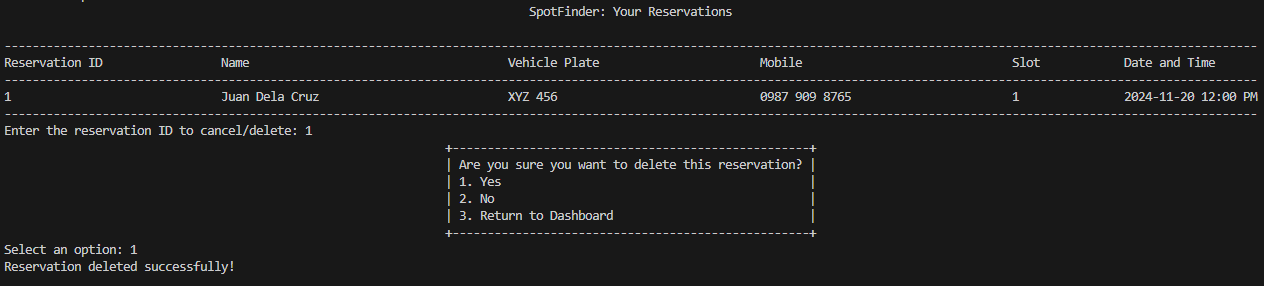 SpotFinder: Your Reservations
--------------------------------------------------------------------------------------------------------------------------------------------------------------------------------
Reservation ID Name Vehicle Plate Mobile Slot Date and Time
--------------------------------------------------------------------------------------------------------------------------------------------------------------------------------
1 Juan Dela Cruz XYZ 456 0987 909 8765 1 2024-11-20 12:00 PM
--------------------------------------------------------------------------------------------------------------------------------------------------------------------------------
Enter the reservation ID to cancel/delete: 1
+---------------------------------------------------+
| Are you sure you want to delete this reservation? |
| 1. Yes |
| 2. No |
| 3. Return to Dashboard |
+---------------------------------------------------+
Select an option: 1
Reservation deleted successfully!